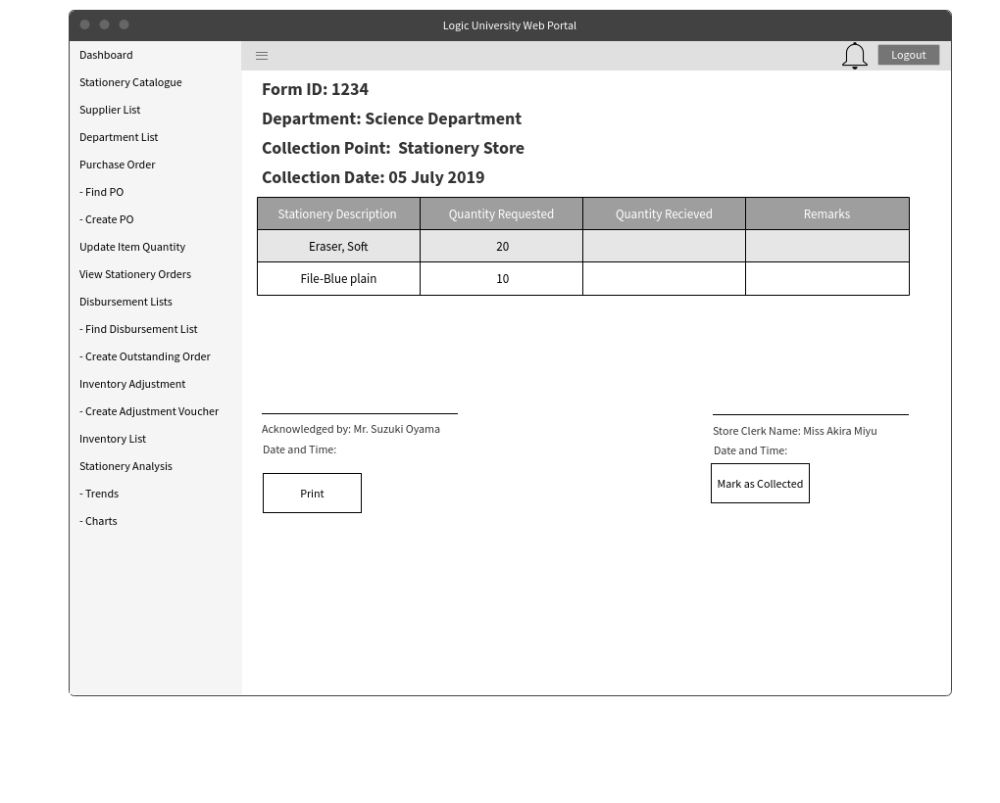 Logic University Web Portal
Dashboard
Stationery Catalogue
Supplier List
Department List
Purchase Order
- Find PO
- Create PO
Update Item Quantity
View Stationery Orders
Disbursement Lists
- Find Disbursement List
- Create Outstanding Order
Inventory Adjustment
- Create Adjustment Voucher
Inventory List
Stationery Analysis
- Trends
- Charts
Logout
Form ID: 1234
Department: Science Department
Collection Point:  Stationery Store
Collection Date: 05 July 2019
Stationery Description Quantity Requested Quantity Recieved Remarks
Eraser, Soft 20
File-Blue plain 10
Acknowledged by: Mr. Suzuki Oyama
Date and Time:
Print
Store Clerk Name: Miss Akira Miyu
Date and Time:
Mark as Collected